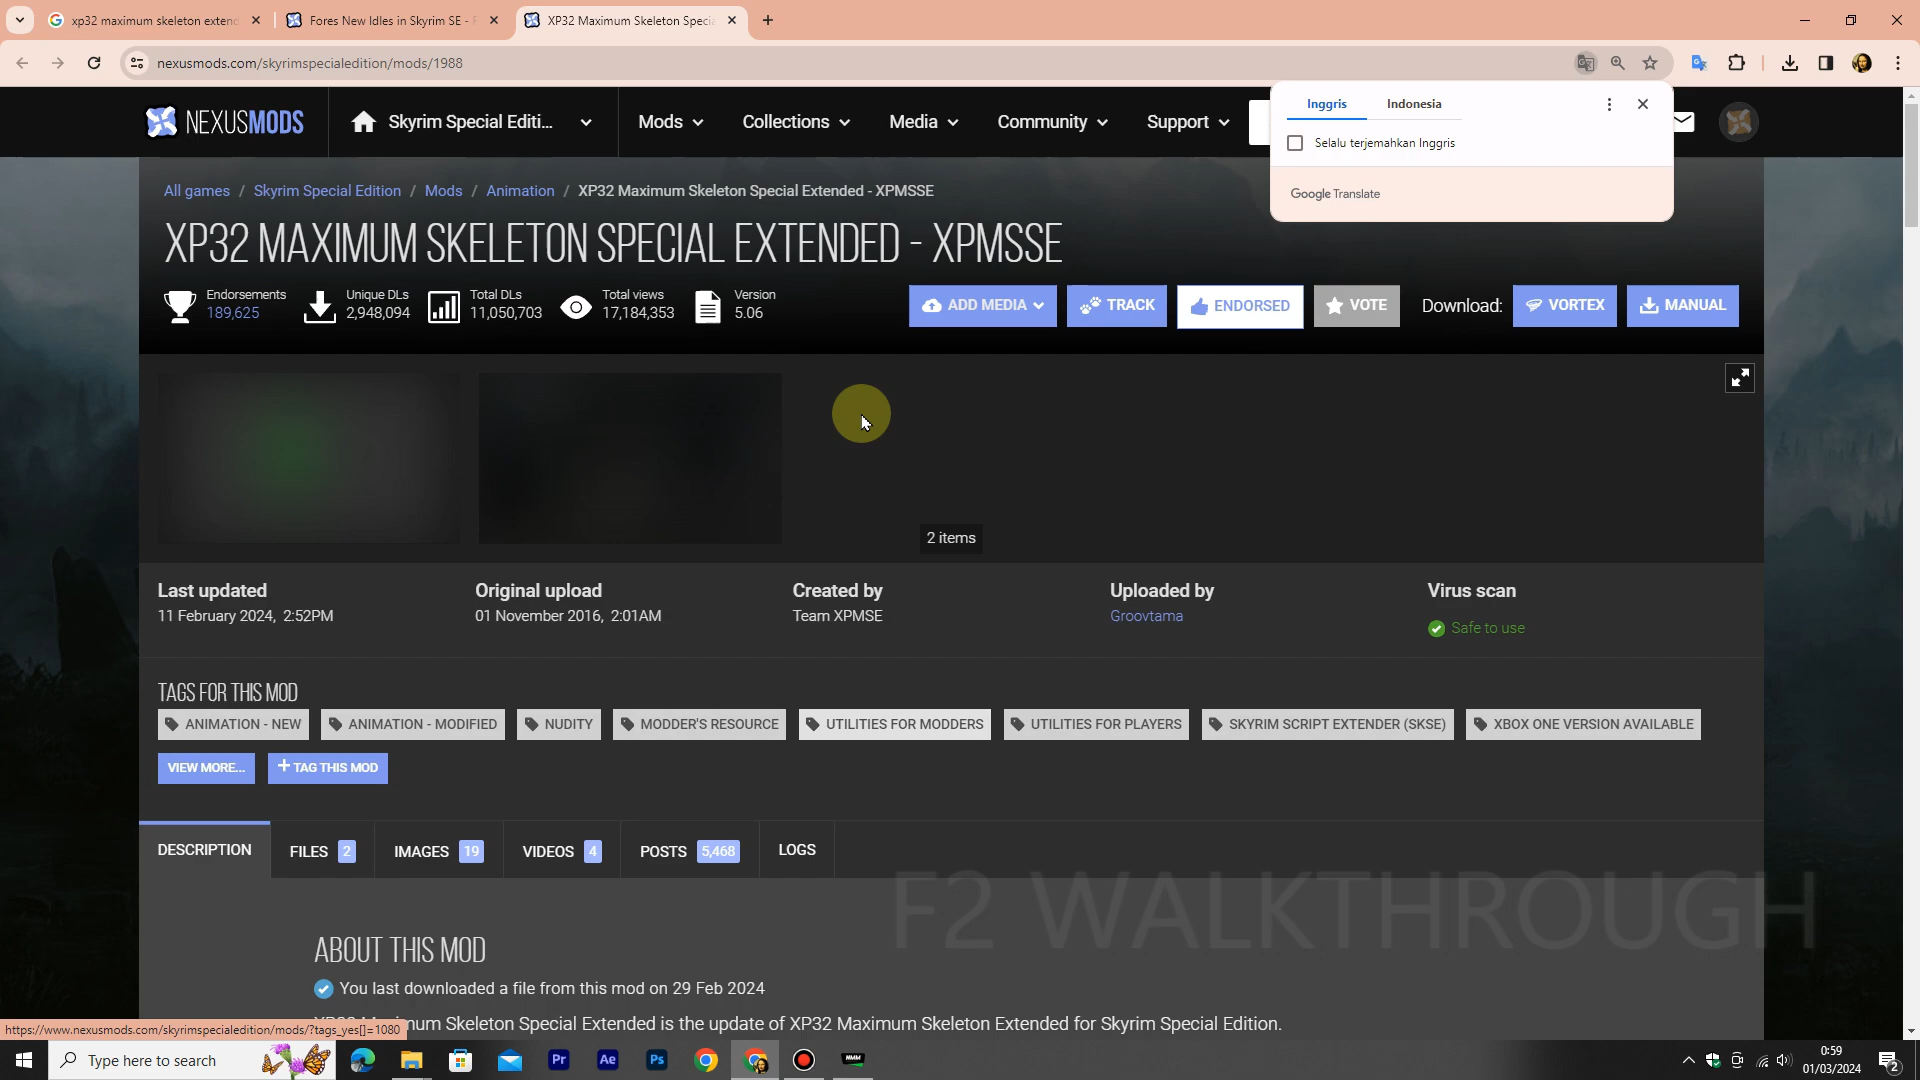 xp32 maximum skeleton extend
Fores New Idles in Skyrim SE - F
XP32 Maximum Skeleton Specia
nexusmods.com/skyrimspecialedition/mods/1988
Inggris
Indonesia
Selalu terjemahkan Inggris
Google Translate
NEXUSMODS
Skyrim Special Editi...
Mods
Collections
Media
Community
Support
All games / Skyrim Special Edition / Mods / Animation / XP32 Maximum Skeleton Special Extended - XPMSSE
XP32 MAXIMUM SKELETON SPECIAL EXTENDED - XPMSSE
Endorsements
189,625
Unique DLs
2,948,094
Total DLs
11,050,703
Total views
17,184,353
Version
5.06
ADD MEDIA
TRACK
ENDORSED
VOTE
Download:
VORTEX
MANUAL
2 items
Last updated
11 February 2024, 2:52PM
Original upload
01 November 2016, 2:01AM
Created by
Team XPMSE
Uploaded by
Groovtama
Virus scan
Safe to use
TAGS FOR THIS MOD
ANIMATION - NEW
ANIMATION - MODIFIED
NUDITY
MODDER'S RESOURCE
UTILITIES FOR MODDERS
UTILITIES FOR PLAYERS
SKYRIM SCRIPT EXTENDER (SKSE)
XBOX ONE VERSION AVAILABLE
VIEW MORE...
+ TAG THIS MOD
DESCRIPTION
FILES 2
IMAGES 19
VIDEOS 4
POSTS 5,468
LOGS
F2 WALKTHROUGH
ABOUT THIS MOD
You last downloaded a file from this mod on 29 Feb 2024
XP32 Maximum Skeleton Special Extended is the update of XP32 Maximum Skeleton Extended for Skyrim Special Edition.
https://www.nexusmods.com/skyrimspecialedition/mods/?tags_yes[]=1080
Type here to search
Pr
Ae
Ps
NMM
0:59
01/03/2024
2